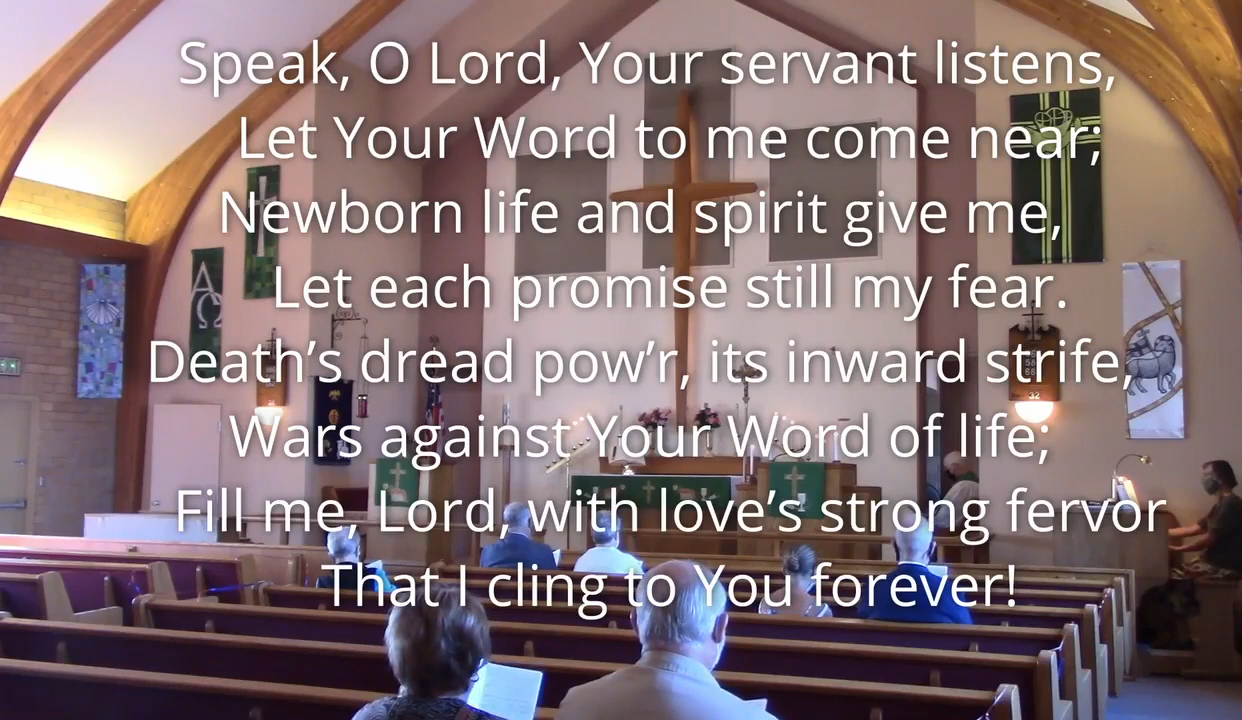 Speak, O Lord, Your servant listens,
Let Your Word to me come near;
Newborn life and spirit give me,
Let each promise still my fear.
Death’s dread pow’r, its inward strife,
Wars against Your Word of life;
Fill me, Lord, with love’s strong fervor
That I cling to You forever!
Α
Ω
32